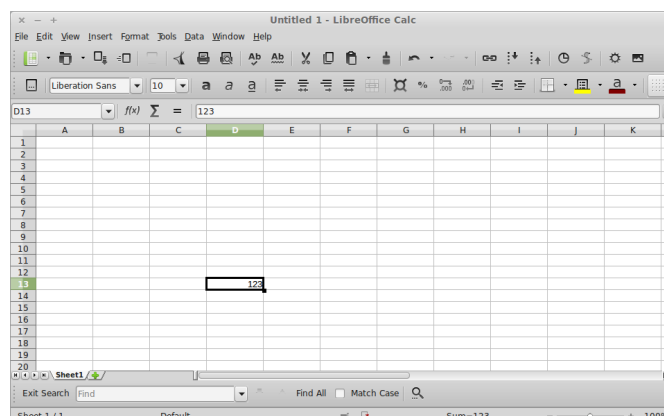 Untitled 1 - LibreOffice Calc
File Edit View Insert Format Tools Data Window Help
Liberation Sans 10 a a a %
D13 f(x) Σ = 123
A B C D E F G H I J K
1
2
3
4
5
6
7
8
9
10
11
12
13 123
14
15
16
17
18
19
20
Sheet1
Exit Search Find Find All Match Case
Sheet 1 / 1 Default Sum=123 100%